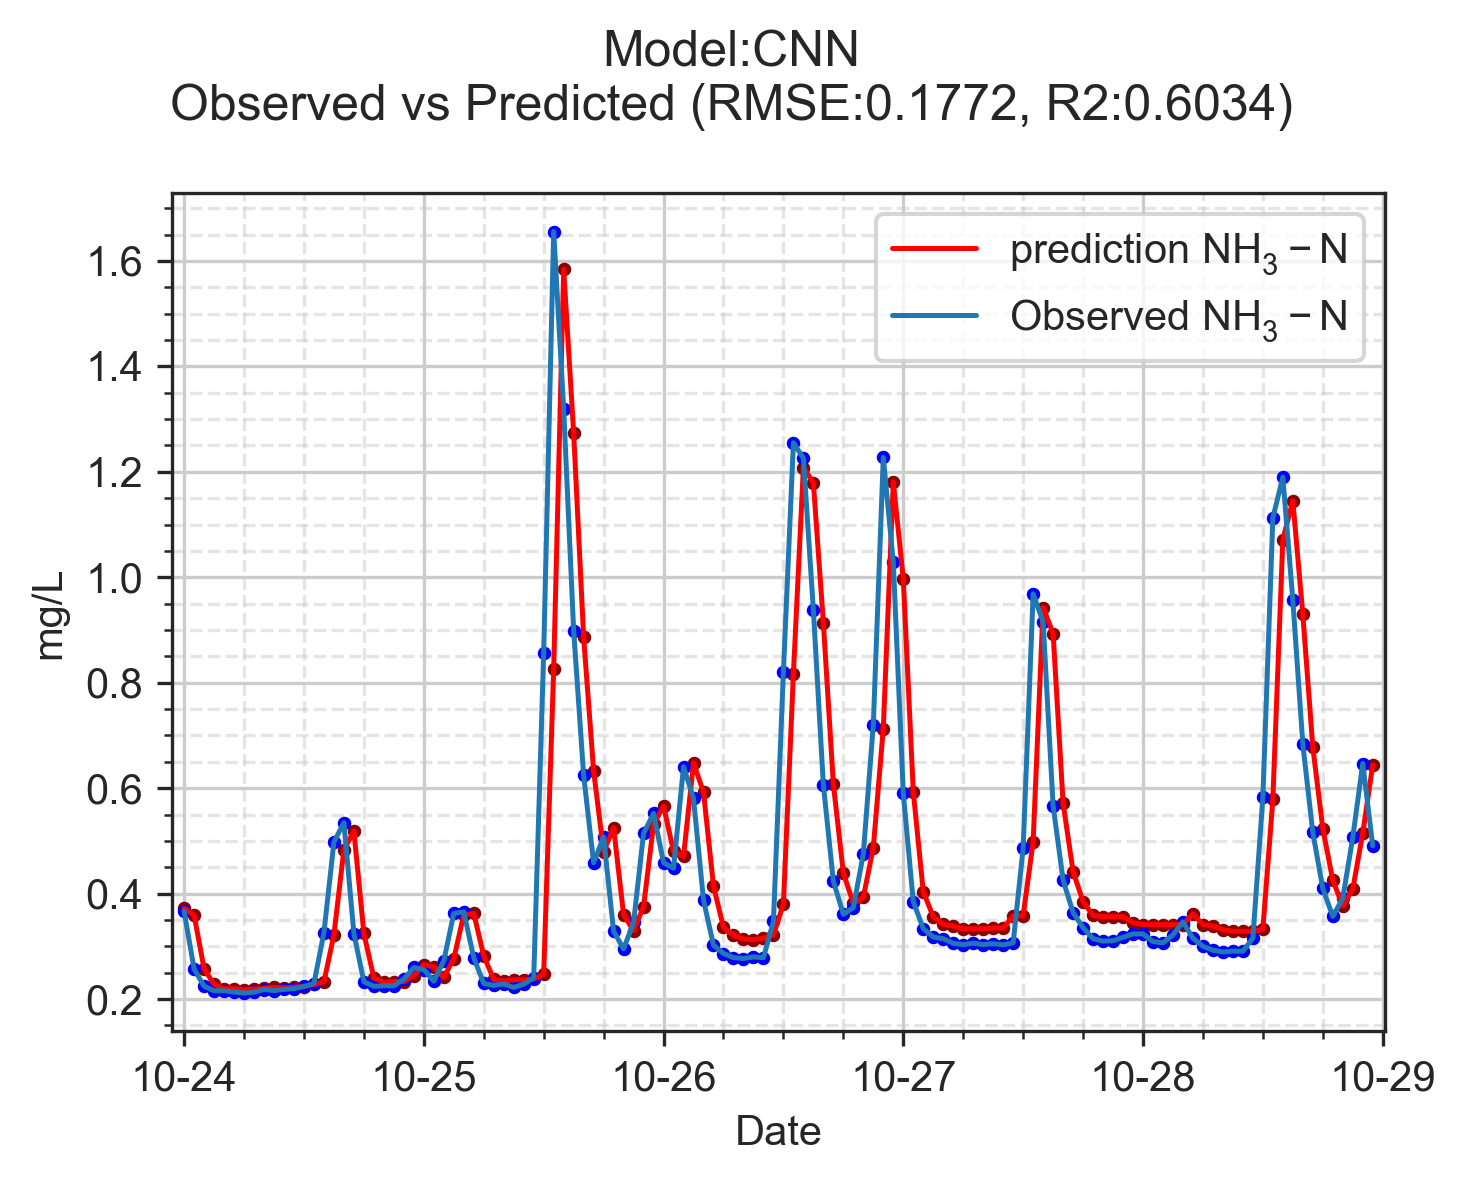 Model:CNN
Observed vs Predicted (RMSE:0.1772, R2:0.6034)
prediction NH₃ − N
Observed NH₃ − N
mg/L
1.6
1.4
1.2
1.0
0.8
0.6
0.4
0.2
10-24 10-25 10-26 10-27 10-28 10-29
Date